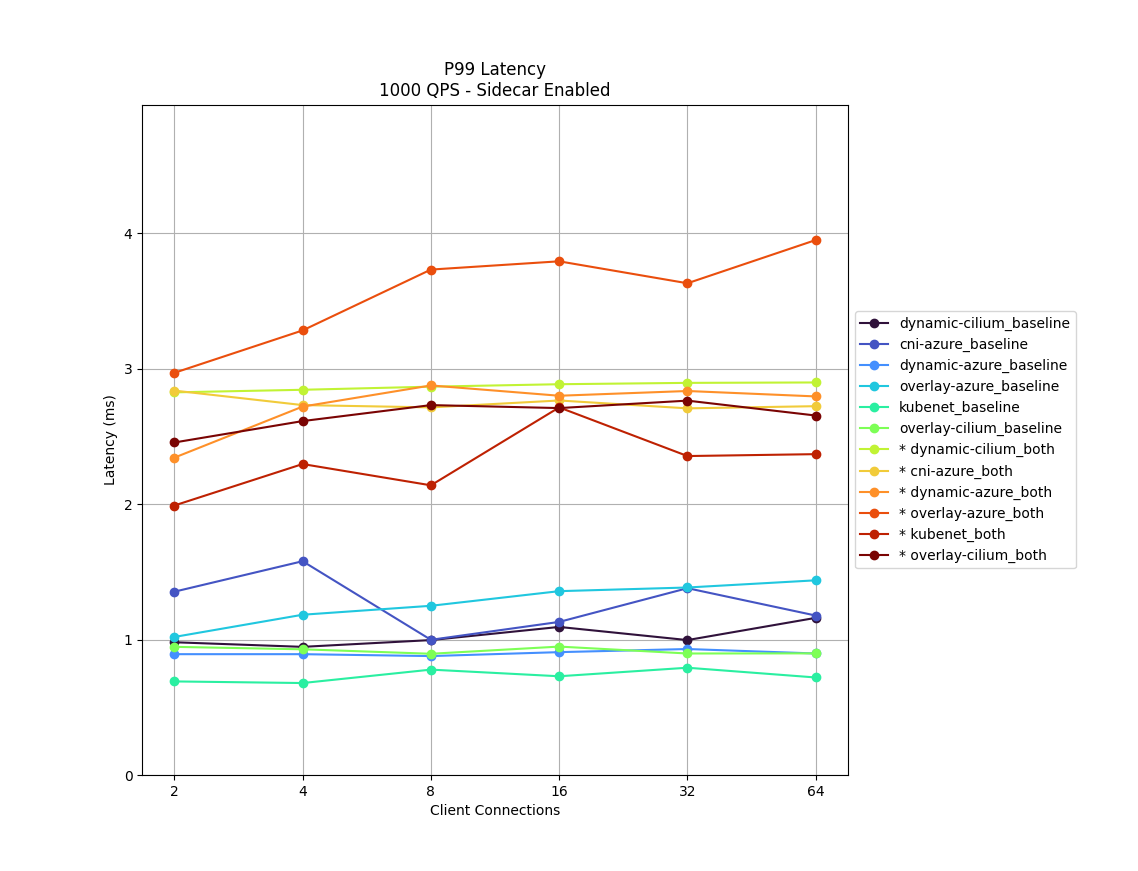 P99 Latency
1000 QPS - Sidecar Enabled
Latency (ms)
4
3
2
1
0
2 4 8 16 32 64
Client Connections
dynamic-cilium_baseline
cni-azure_baseline
dynamic-azure_baseline
overlay-azure_baseline
kubenet_baseline
overlay-cilium_baseline
* dynamic-cilium_both
* cni-azure_both
* dynamic-azure_both
* overlay-azure_both
* kubenet_both
* overlay-cilium_both